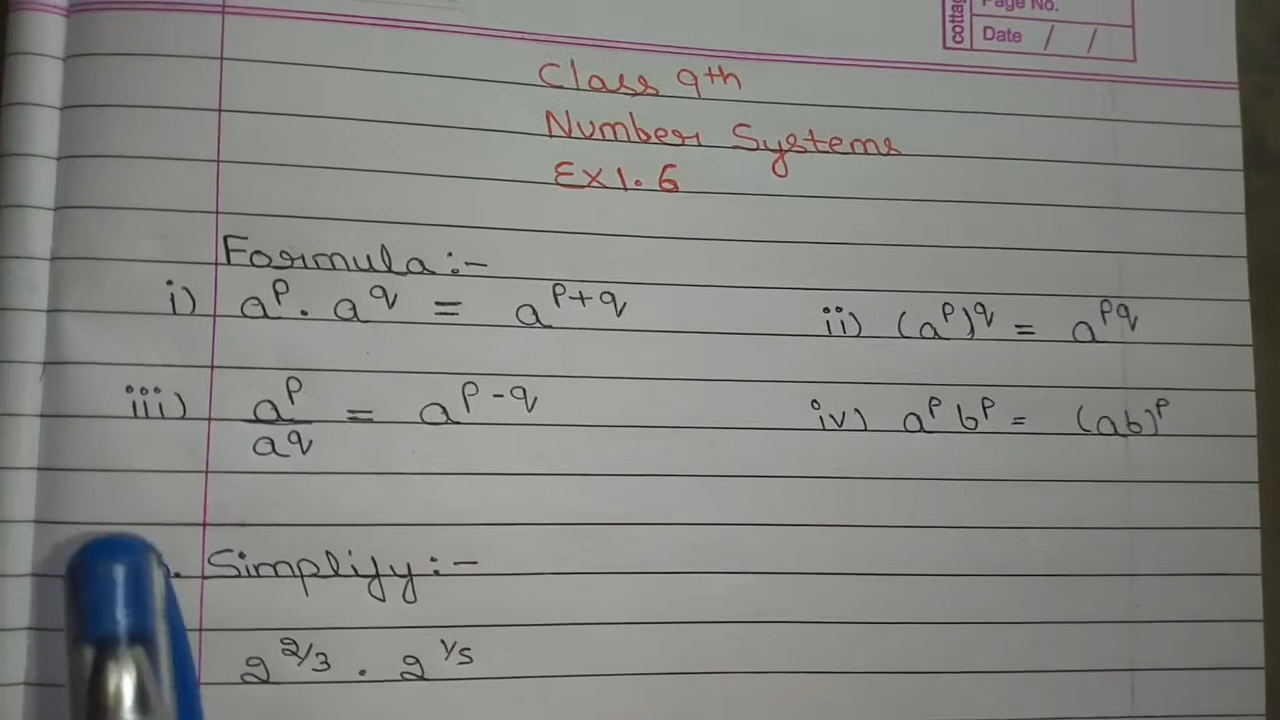 cottag
Page No.
Date / /
Class 9th
Number Systems
EX1.6
Formula:-
i) a^p . a^q = a^p+q ii) (a^p)^q = a^pq
iii) a^p/a^q = a^p-q iv) a^p b^p = (ab)^p
Simplify:-
2^2/3 . 2^1/5